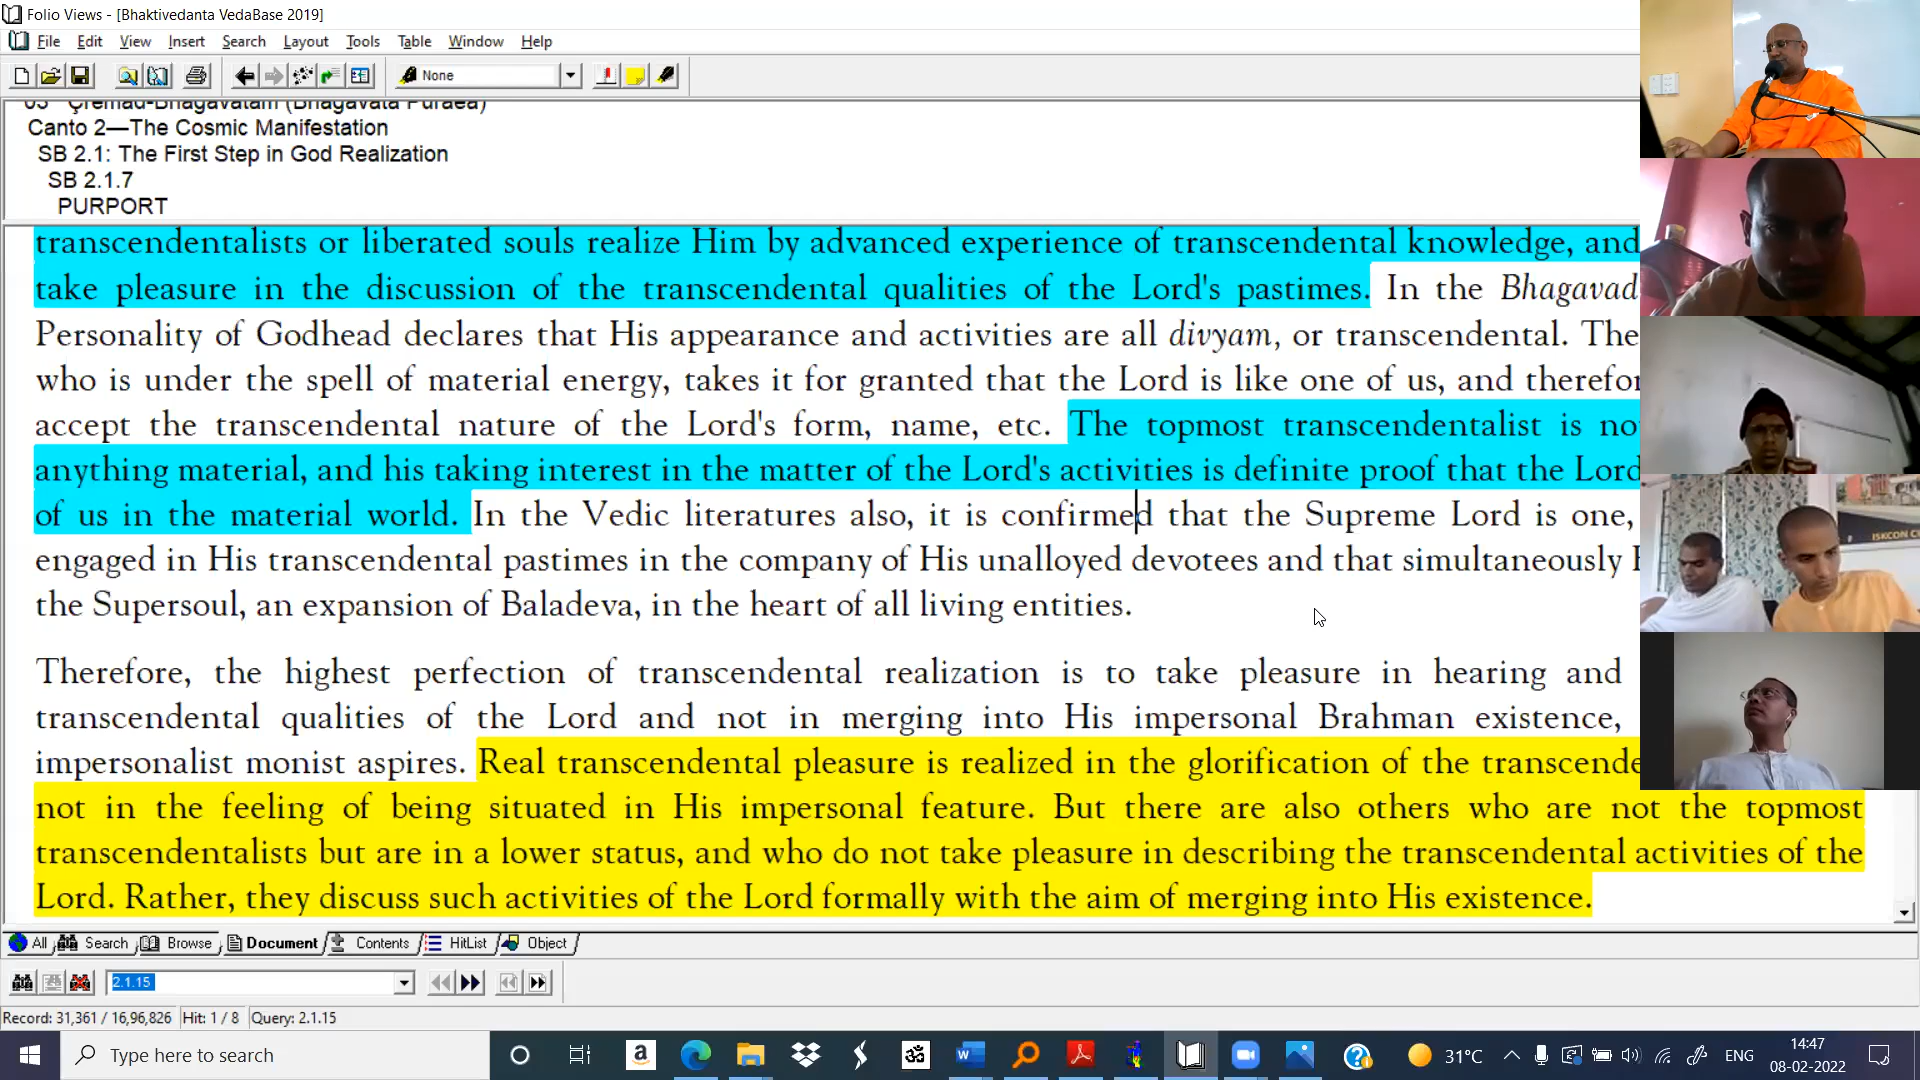 Folio Views - [Bhaktivedanta VedaBase 2019]
File Edit View Insert Search Layout Tools Table Window Help
None
03 Çrémad-Bhägavatam (Bhägavata Puräëa)
Canto 2—The Cosmic Manifestation
SB 2.1: The First Step in God Realization
SB 2.1.7
PURPORT
transcendentalists or liberated souls realize Him by advanced experience of transcendental knowledge, and
take pleasure in the discussion of the transcendental qualities of the Lord's pastimes. In the Bhagavad
Personality of Godhead declares that His appearance and activities are all divyam, or transcendental. The
who is under the spell of material energy, takes it for granted that the Lord is like one of us, and therefor
accept the transcendental nature of the Lord's form, name, etc. The topmost transcendentalist is no
anything material, and his taking interest in the matter of the Lord's activities is definite proof that the Lord
of us in the material world. In the Vedic literatures also, it is confirmed that the Supreme Lord is one,
engaged in His transcendental pastimes in the company of His unalloyed devotees and that simultaneously
the Supersoul, an expansion of Baladeva, in the heart of all living entities.
Therefore, the highest perfection of transcendental realization is to take pleasure in hearing and
transcendental qualities of the Lord and not in merging into His impersonal Brahman existence,
impersonalist monist aspires. Real transcendental pleasure is realized in the glorification of the transcende
not in the feeling of being situated in His impersonal feature. But there are also others who are not the topmost
transcendentalists but are in a lower status, and who do not take pleasure in describing the transcendental activities of the
Lord. Rather, they discuss such activities of the Lord formally with the aim of merging into His existence.
ISKCON C
All Search Browse Document Contents HitList Object
2.1.15
Record: 31,361 / 16,96,826 Hit: 1 / 8 Query: 2.1.15
Type here to search
31°C ENG
14:47
08-02-2022